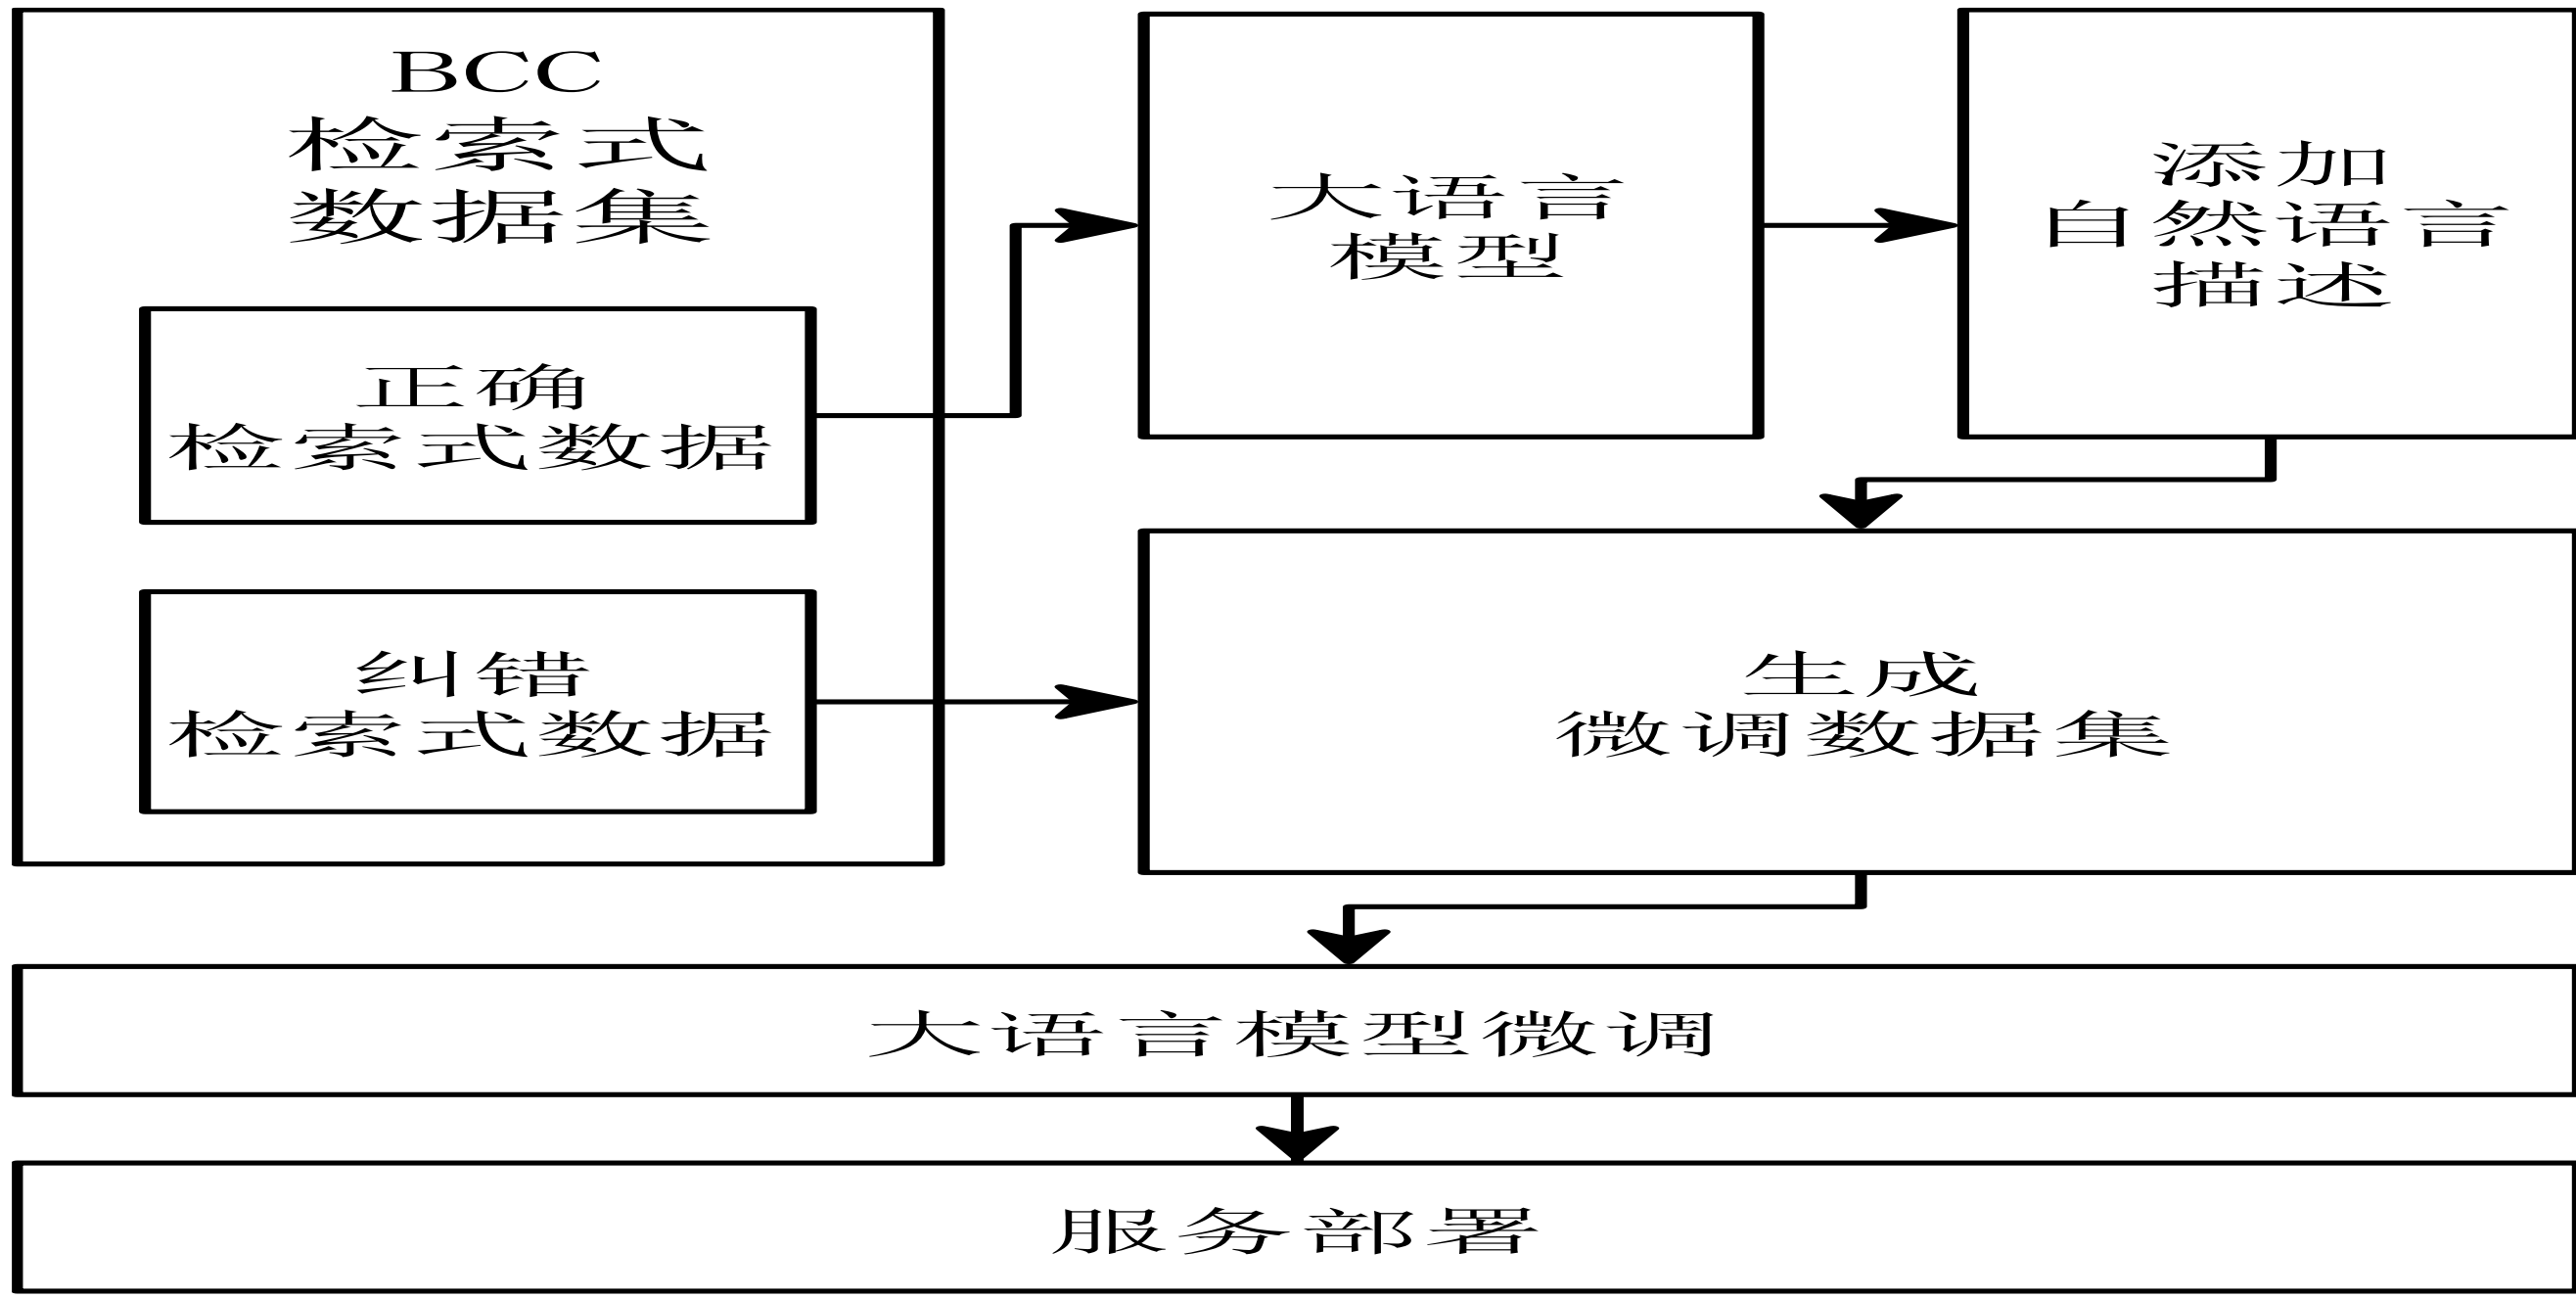 BCC
检索式
数据集
正确
检索式数据
纠错
检索式数据
大语言
模型
添加
自然语言
描述
生成
微调数据集
大语言模型微调
服务部署